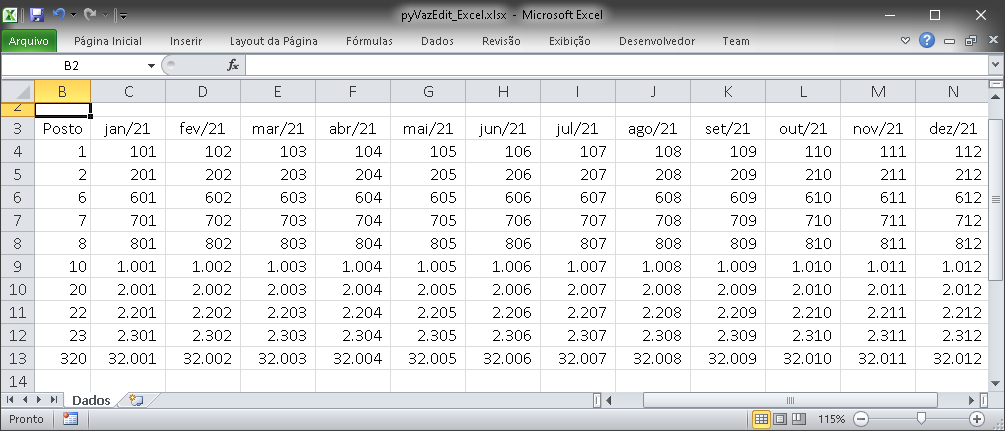 pyVazEdit_Excel.xlsx - Microsoft Excel
Arquivo Página Inicial Inserir Layout da Página Fórmulas Dados Revisão Exibição Desenvolvedor Team
B2 fx
B C D E F G H I J K L M N
2
3 Posto jan/21 fev/21 mar/21 abr/21 mai/21 jun/21 jul/21 ago/21 set/21 out/21 nov/21 dez/21
4 1 101 102 103 104 105 106 107 108 109 110 111 112
5 2 201 202 203 204 205 206 207 208 209 210 211 212
6 6 601 602 603 604 605 606 607 608 609 610 611 612
7 7 701 702 703 704 705 706 707 708 709 710 711 712
8 8 801 802 803 804 805 806 807 808 809 810 811 812
9 10 1.001 1.002 1.003 1.004 1.005 1.006 1.007 1.008 1.009 1.010 1.011 1.012
10 20 2.001 2.002 2.003 2.004 2.005 2.006 2.007 2.008 2.009 2.010 2.011 2.012
11 22 2.201 2.202 2.203 2.204 2.205 2.206 2.207 2.208 2.209 2.210 2.211 2.212
12 23 2.301 2.302 2.303 2.304 2.305 2.306 2.307 2.308 2.309 2.310 2.311 2.312
13 320 32.001 32.002 32.003 32.004 32.005 32.006 32.007 32.008 32.009 32.010 32.011 32.012
14
Dados
Pronto 115%